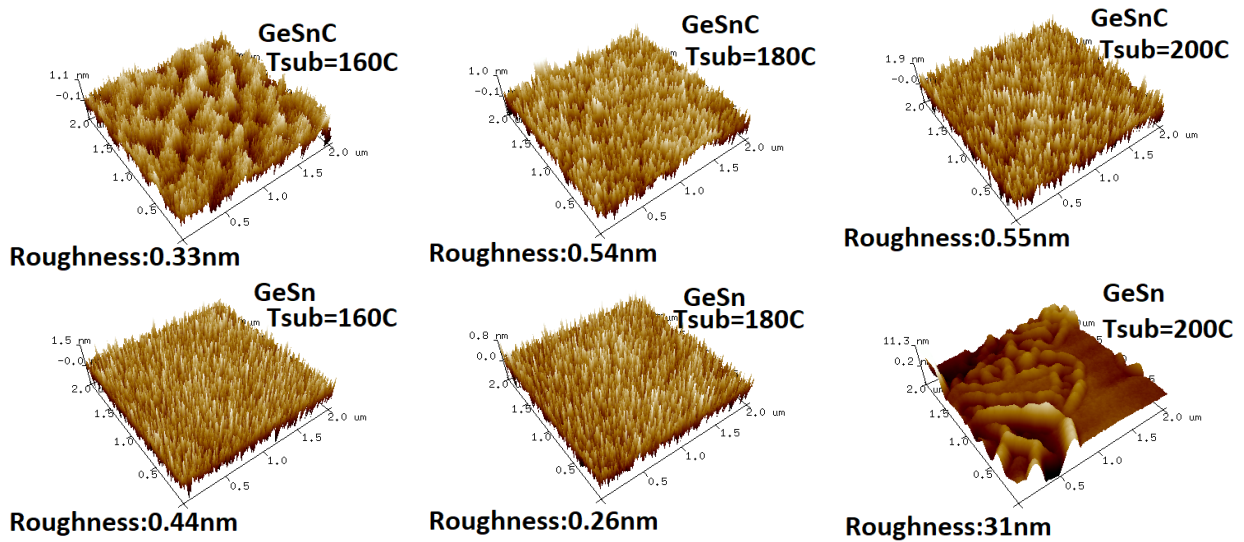 GeSnC
Tsub=160C
1.1 nm
-0.1
2.0
1.5
1.0
0.5
0.5
1.0
1.5
2.0 um
Roughness:0.33nm
GeSnC
Tsub=180C
1.0 nm
-0.1
2.0
1.5
1.0
0.5
0.5
1.0
1.5
2.0 um
Roughness:0.54nm
GeSnC
Tsub=200C
1.9 nm
-0.0
2.0
1.5
1.0
0.5
0.5
1.0
1.5
2.0 um
Roughness:0.55nm
GeSn
Tsub=160C
1.5 nm
-0.0
2.0
1.5
1.0
0.5
0.5
1.0
1.5
2.0 um
Roughness:0.44nm
GeSn
Tsub=180C
0.8 nm
0.0
2.0
1.5
1.0
0.5
0.5
1.0
1.5
2.0 um
Roughness:0.26nm
GeSn
Tsub=200C
11.3 nm
0.2
2.0
1.5
1.0
0.5
0.5
1.0
1.5
2.0 um
Roughness:31nm